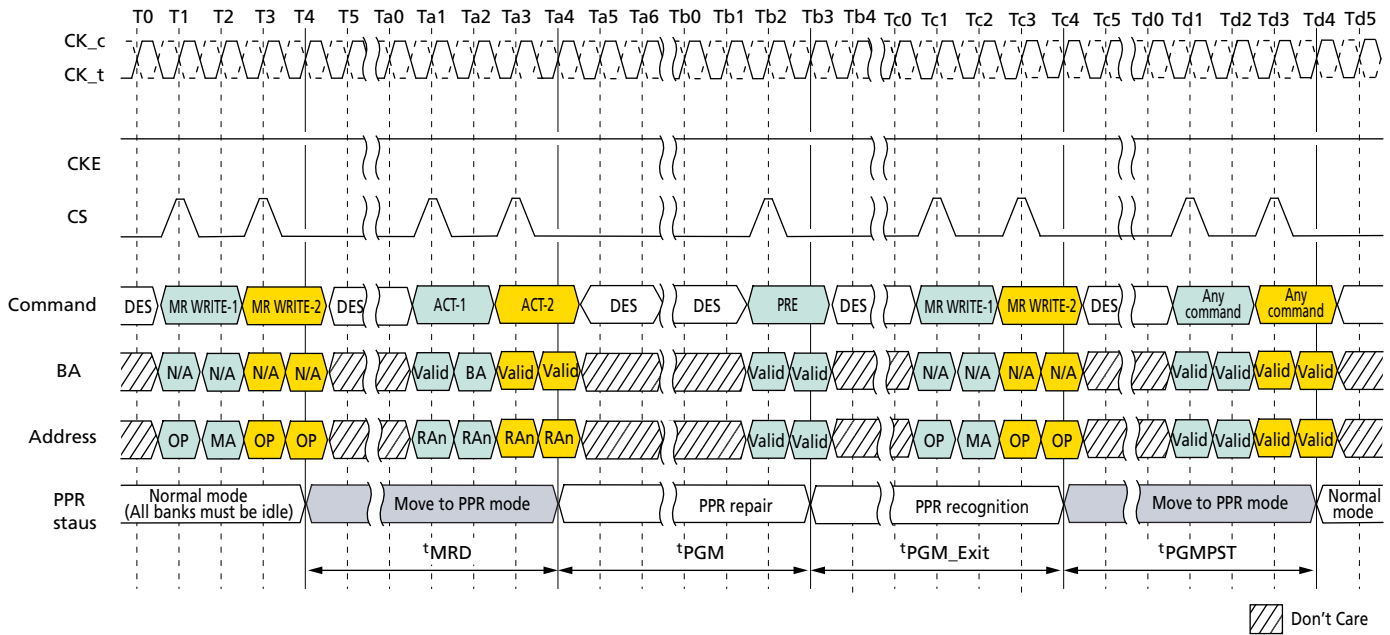 T0 T1 T2 T3 T4 T5 Ta0 Ta1 Ta2 Ta3 Ta4 Ta5 Ta6 Tb0 Tb1 Tb2 Tb3 Tb4 Tc0 Tc1 Tc2 Tc3 Tc4 Tc5 Td0 Td1 Td2 Td3 Td4 Td5
CK_c
CK_t
CKE
CS
Command DES MR WRITE-1 MR WRITE-2 DES ACT-1 ACT-2 DES DES PRE DES MR WRITE-1 MR WRITE-2 DES Any command Any command
BA N/A N/A N/A N/A Valid BA Valid Valid Valid Valid N/A N/A N/A N/A Valid Valid Valid Valid
Address OP MA OP OP RAn RAn RAn RAn Valid Valid OP MA OP OP Valid Valid Valid Valid
PPR staus
Normal mode
(All banks must be idle)
Move to PPR mode
PPR repair
PPR recognition
Move to PPR mode
Normal mode
tMRD tPGM tPGM_Exit tPGMPST
Don't Care